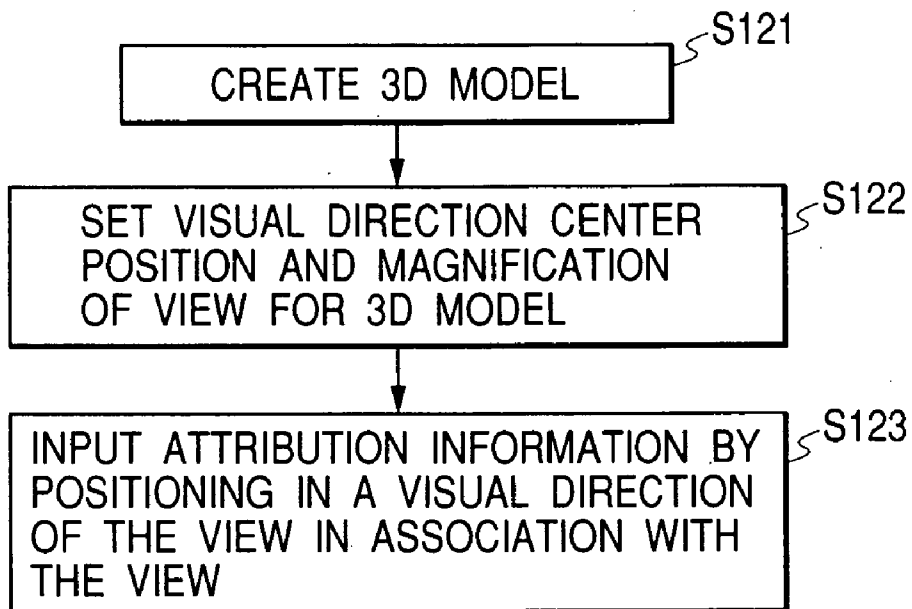 S121
CREATE 3D MODEL
S122
SET VISUAL DIRECTION CENTER
POSITION AND MAGNIFICATION
OF VIEW FOR 3D MODEL
S123
INPUT ATTRIBUTION INFORMATION BY
POSITIONING IN A VISUAL DIRECTION
OF THE VIEW IN ASSOCIATION WITH
THE VIEW